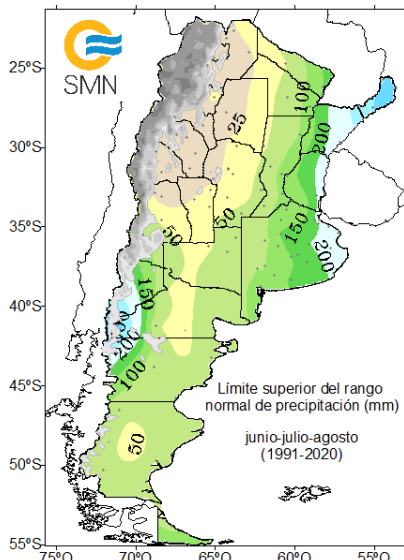 SMN
25°S
30°S
35°S
40°S
45°S
50°S
55°S
75°O
70°O
65°O
60°O
55°O
100
25
200
50
150
50
200
150
200
100
50
Límite superior del rango
normal de precipitación (mm)
junio-julio-agosto
(1991-2020)